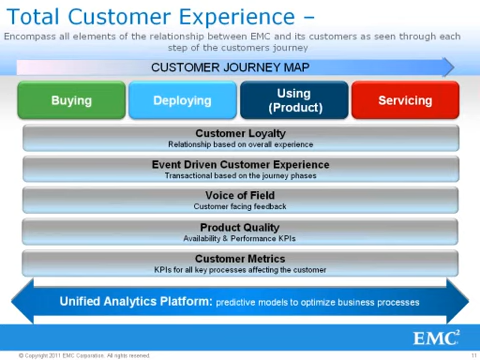 Total Customer Experience –
Encompass all elements of the relationship between EMC and its customers as seen through each
step of the customers journey
CUSTOMER JOURNEY MAP
Buying
Deploying
Using
(Product)
Servicing
Customer Loyalty
Relationship based on overall experience
Event Driven Customer Experience
Transactional based on the journey phases
Voice of Field
Customer facing feedback
Product Quality
Availability & Performance KPIs
Customer Metrics
KPIs for all key processes affecting the customer
Unified Analytics Platform: predictive models to optimize business processes
EMC²
© Copyright 2011 EMC Corporation. All rights reserved.
11